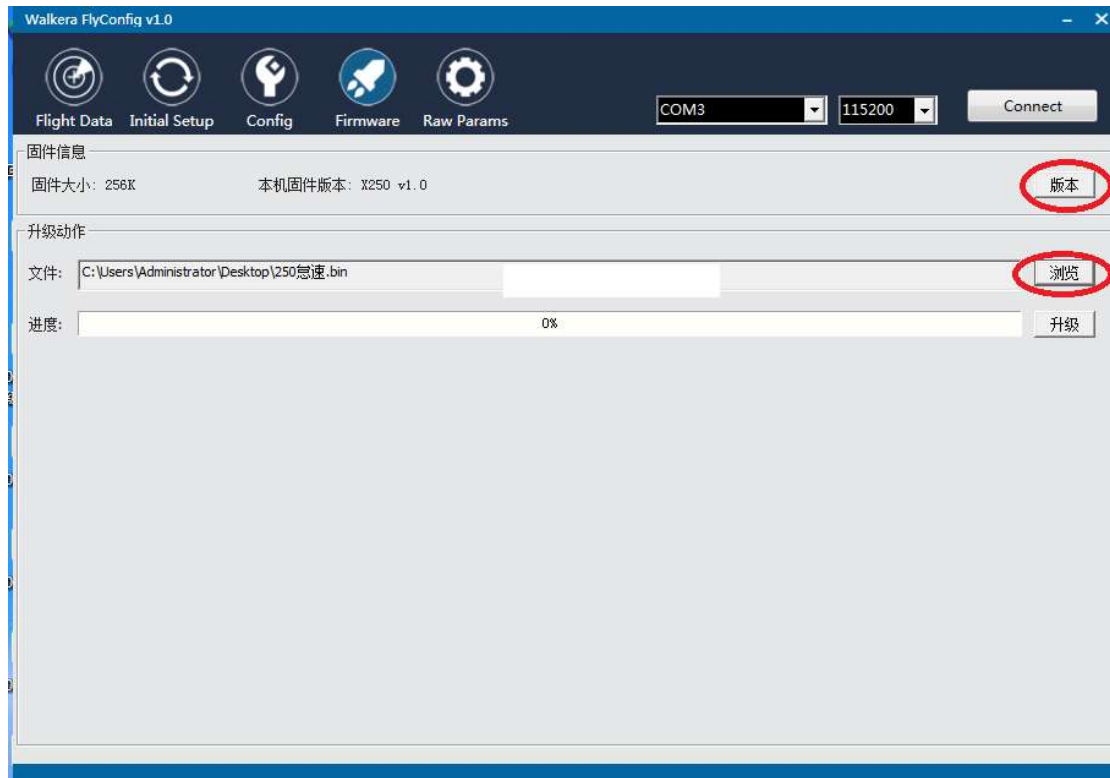 Walkera FlyConfig v1.0
Flight Data Initial Setup Config Firmware Raw Params
COM3 115200 Connect
固件信息
固件大小: 256K 本机固件版本: X250 v1.0 版本
升级动作
文件: C:\Users\Administrator\Desktop\250怠速.bin 浏览
进度: 0% 升级